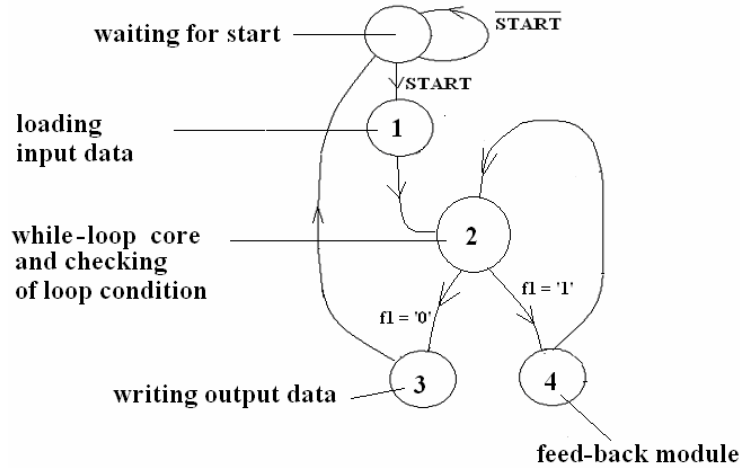 waiting for start
START
START
loading
input data
1
while-loop core
and checking
of loop condition
2
f1 = '0'
f1 = '1'
writing output data
3
4
feed-back module